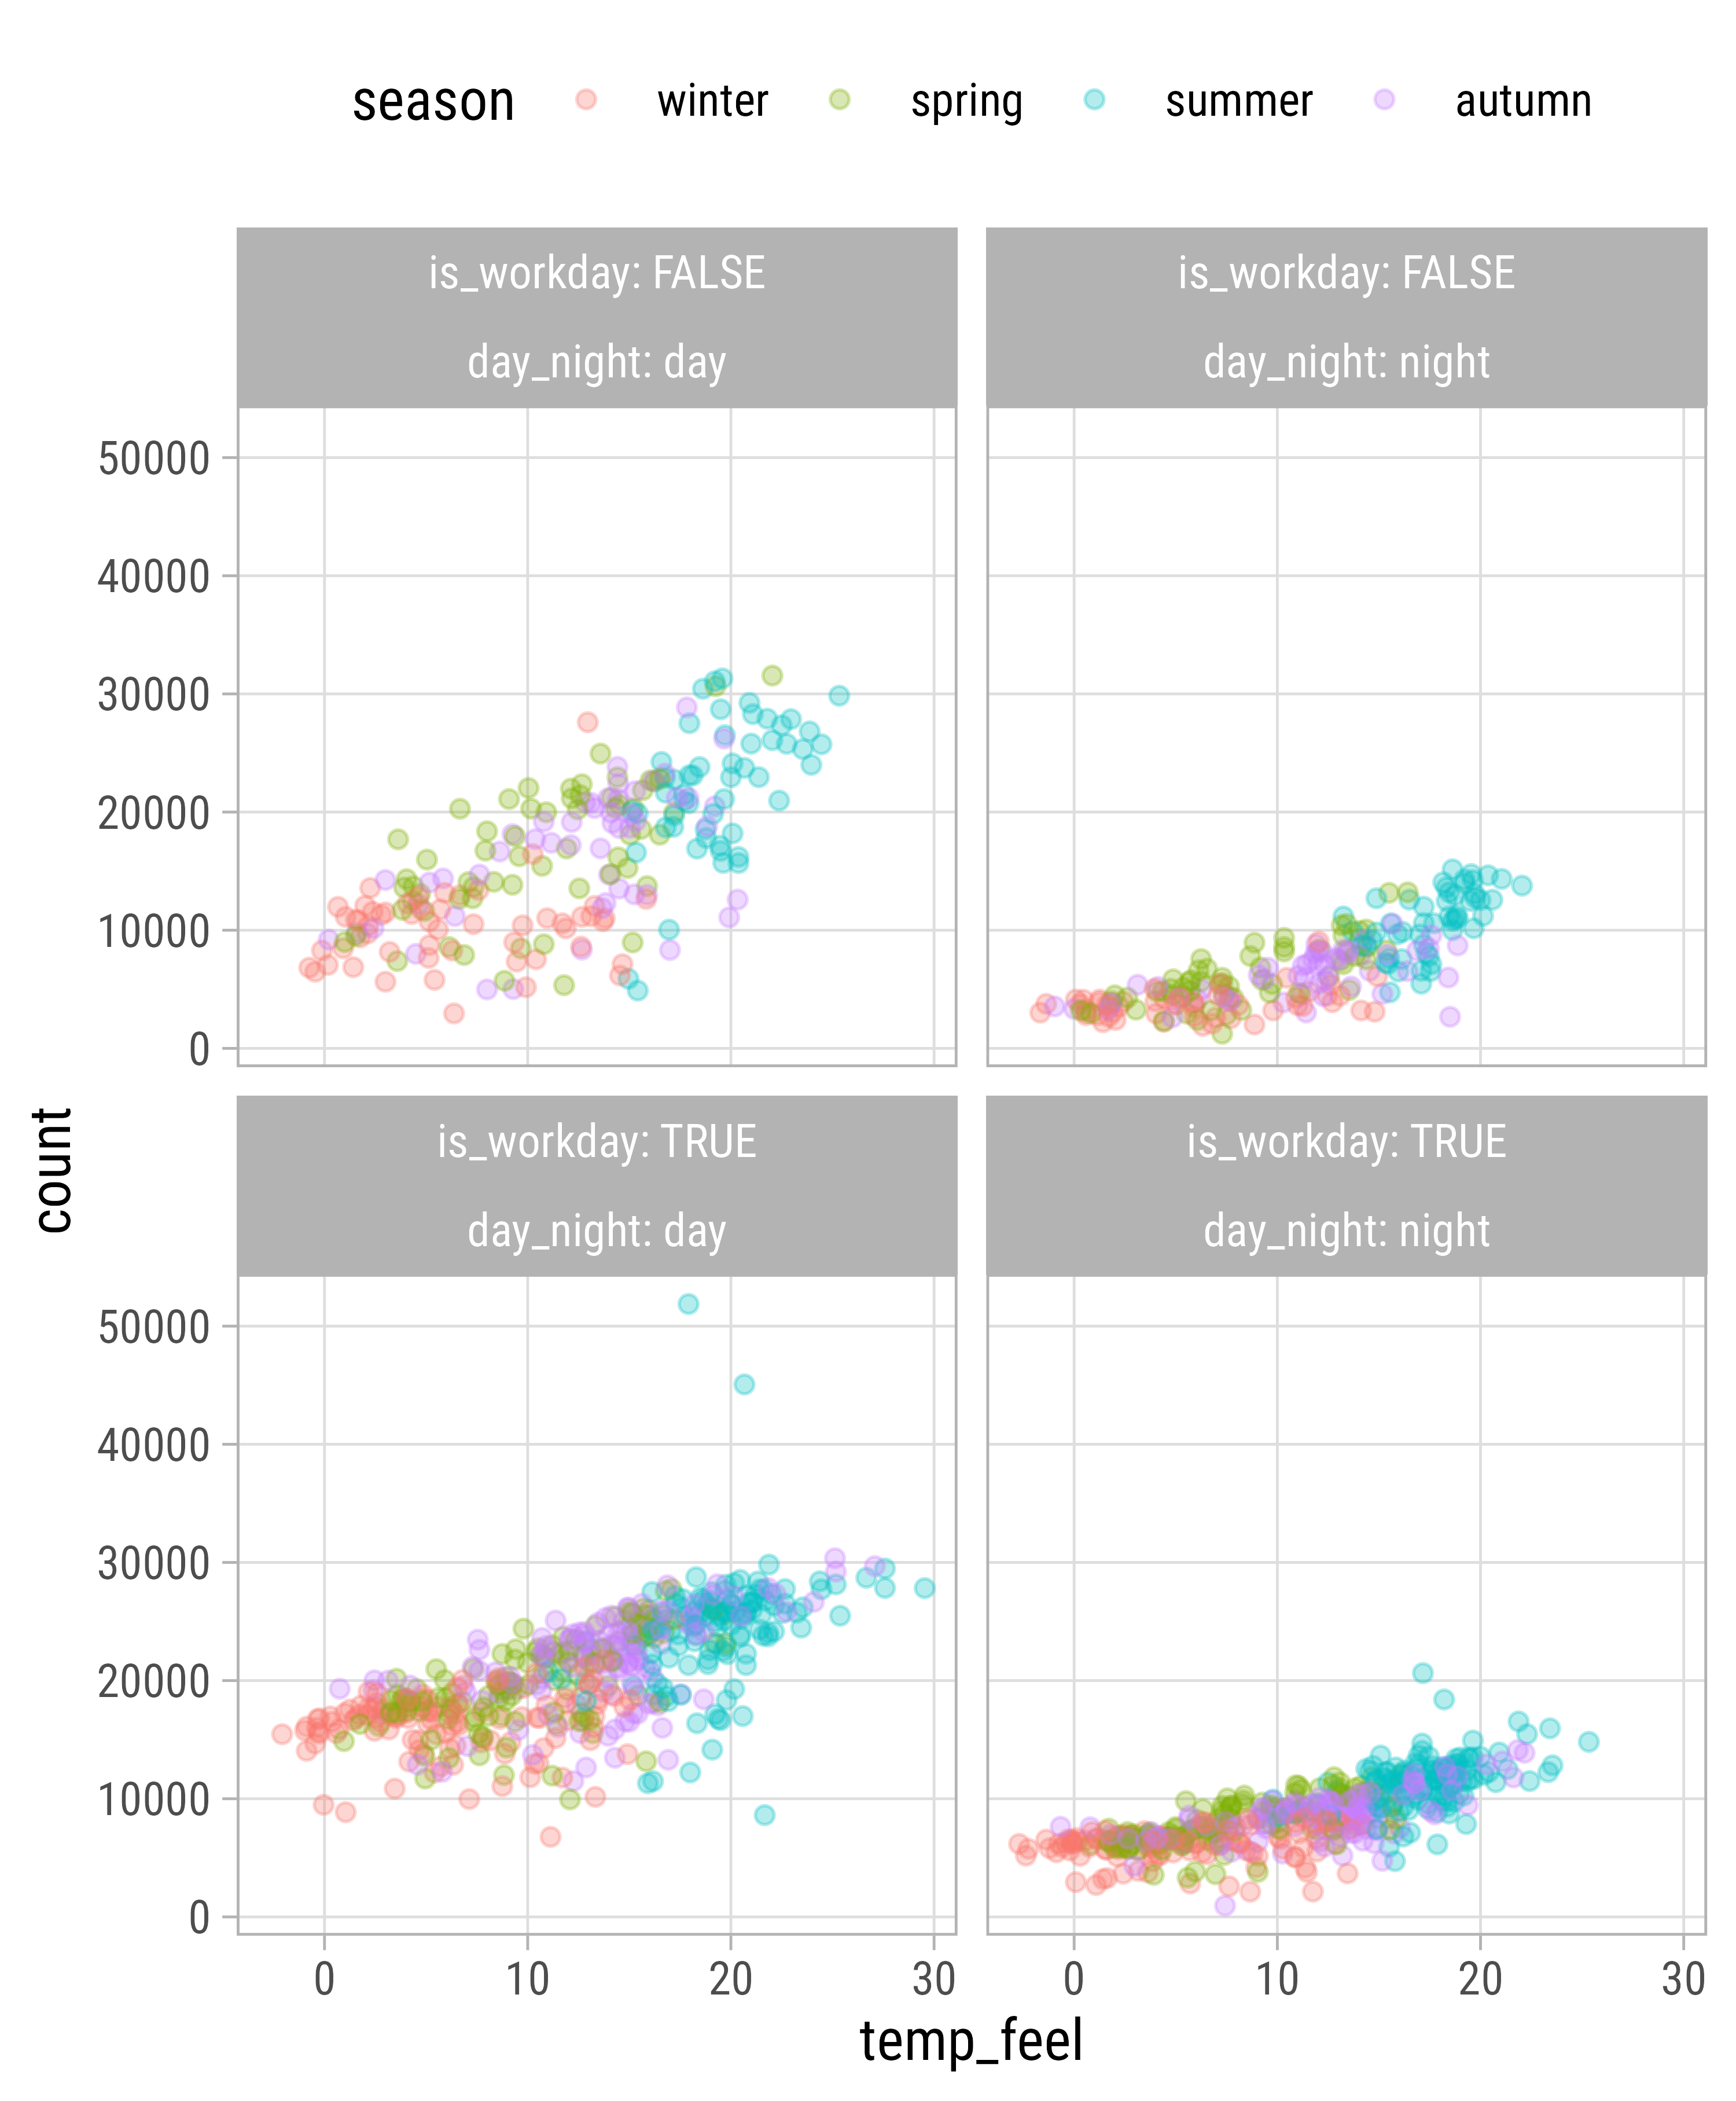 season winter spring summer autumn
is_workday: FALSE
day_night: day
is_workday: FALSE
day_night: night
50000
40000
30000
20000
10000
0
count
is_workday: TRUE
day_night: day
is_workday: TRUE
day_night: night
50000
40000
30000
20000
10000
0
0 10 20 30
0 10 20 30
temp_feel